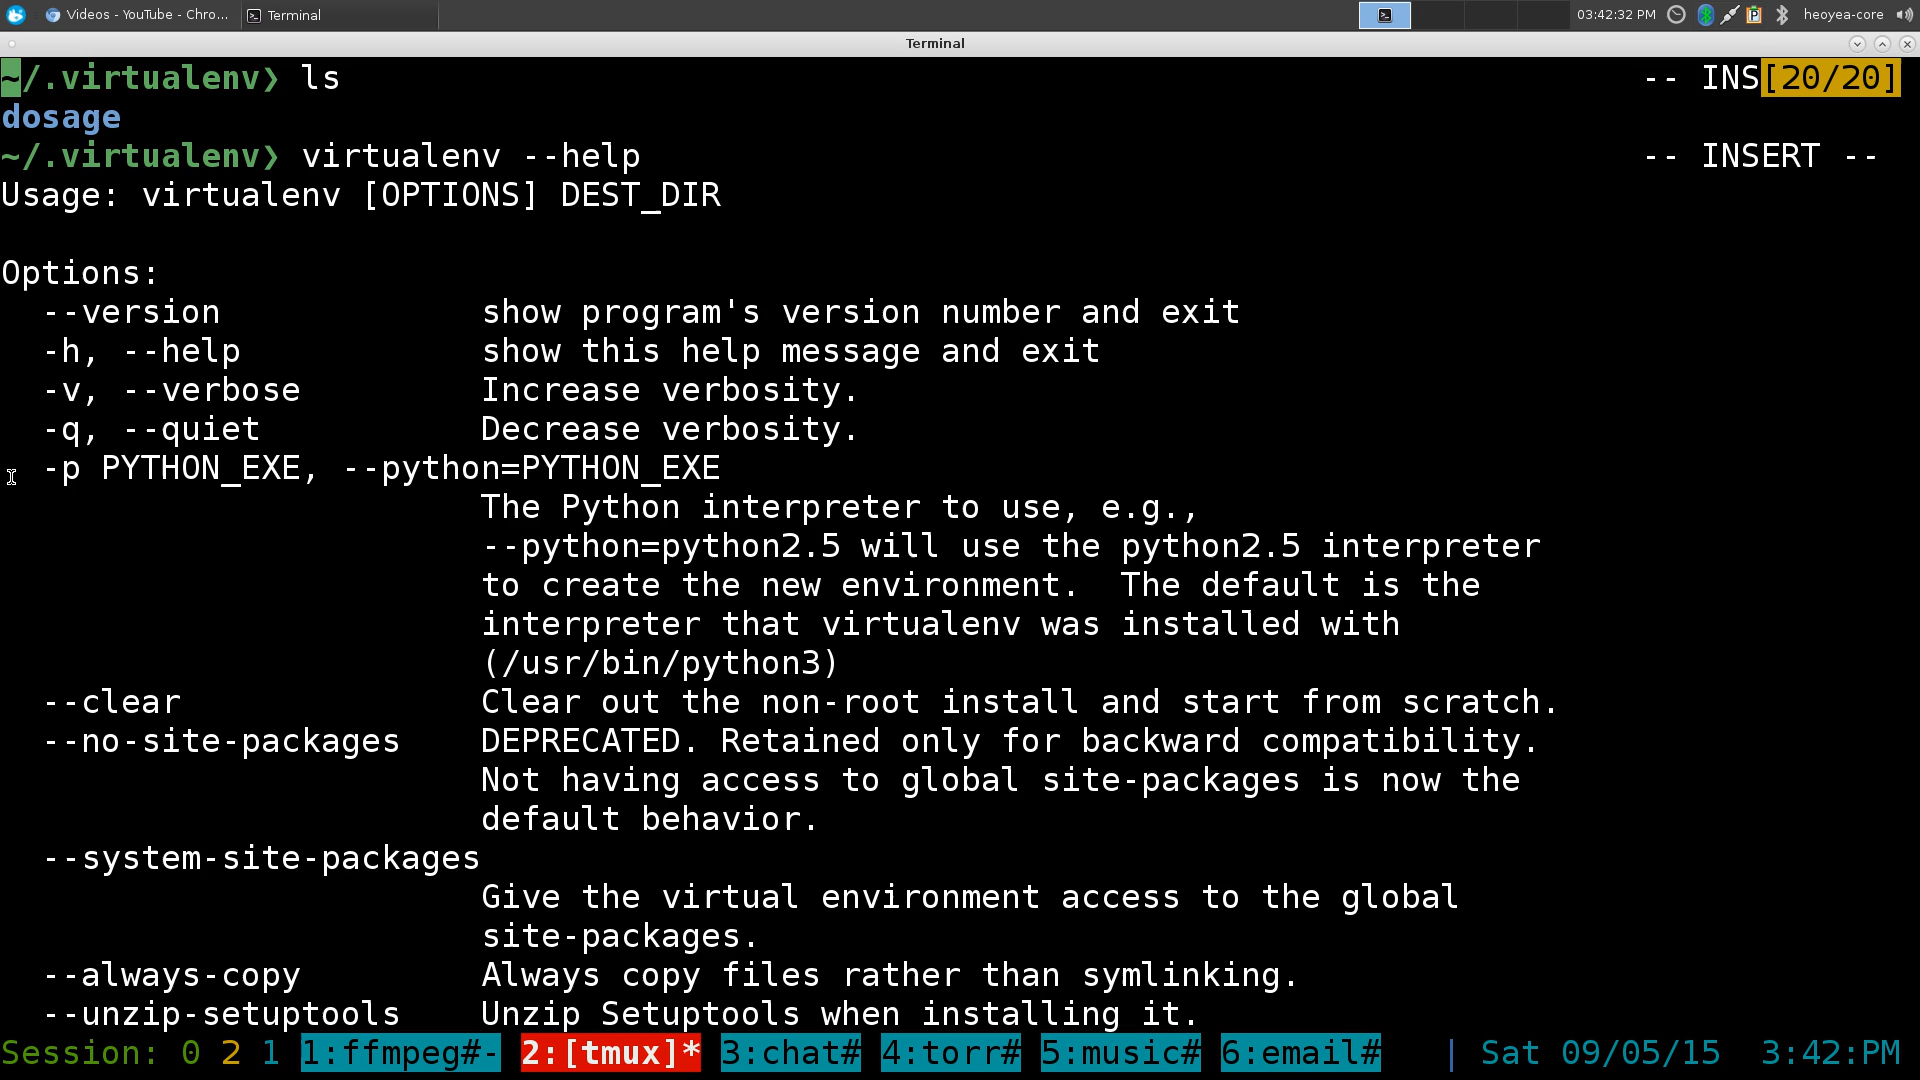 Videos - YouTube - Chro... Terminal 03:42:32 PM heoyea-core
Terminal
~/.virtualenv❯ ls -- INS[20/20]
dosage
~/.virtualenv❯ virtualenv --help -- INSERT --
Usage: virtualenv [OPTIONS] DEST_DIR
Options:
--version show program's version number and exit
-h, --help show this help message and exit
-v, --verbose Increase verbosity.
-q, --quiet Decrease verbosity.
-p PYTHON_EXE, --python=PYTHON_EXE
The Python interpreter to use, e.g.,
--python=python2.5 will use the python2.5 interpreter
to create the new environment.  The default is the
interpreter that virtualenv was installed with
(/usr/bin/python3)
--clear Clear out the non-root install and start from scratch.
--no-site-packages DEPRECATED. Retained only for backward compatibility.
Not having access to global site-packages is now the
default behavior.
--system-site-packages
Give the virtual environment access to the global
site-packages.
--always-copy Always copy files rather than symlinking.
--unzip-setuptools Unzip Setuptools when installing it.
Session: 0 2 1 1:ffmpeg#- 2:[tmux]* 3:chat# 4:torr# 5:music# 6:email# | Sat 09/05/15 3:42:PM